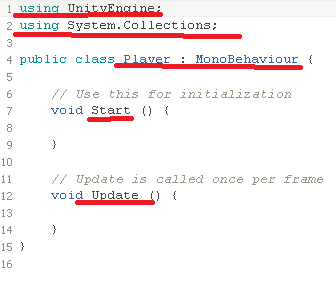 1 using UnityEngine;
2 using System.Collections;
3
4 public class Player : MonoBehaviour {
5
6 // Use this for initialization
7 void Start () {
8
9 }
10
11 // Update is called once per frame
12 void Update () {
13
14 }
15 }
16